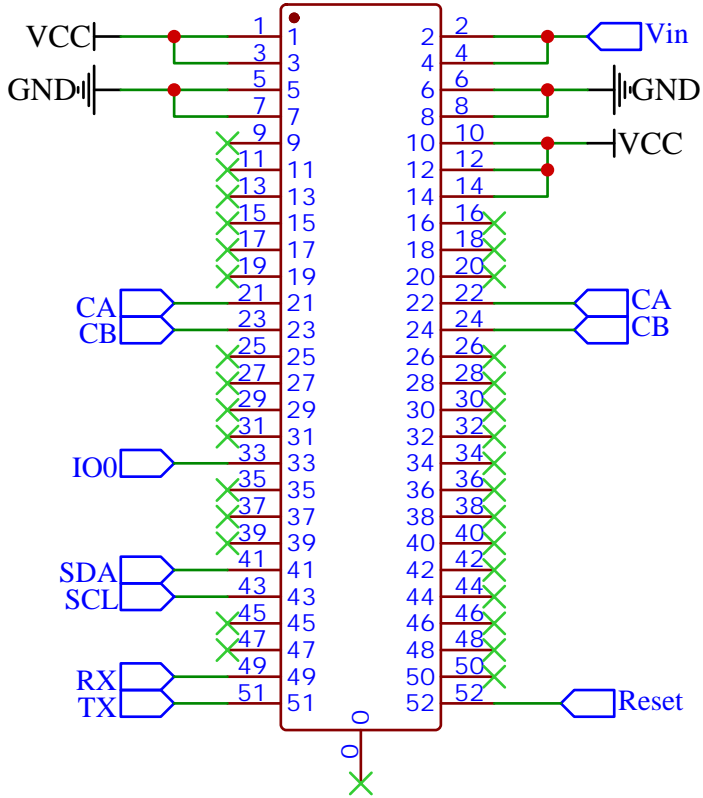 VCC 1 1 2 2 Vin
3 3 4 4
GND 5 5 6 6 GND
7 7 8 8
9 9 10 10 VCC
11 11 12 12
13 13 14 14
15 15 16 16
17 17 18 18
19 19 20 20
CA 21 21 22 22 CA
CB 23 23 24 24 CB
25 25 26 26
27 27 28 28
29 29 30 30
31 31 32 32
IO0 33 33 34 34
35 35 36 36
37 37 38 38
39 39 40 40
SDA 41 41 42 42
SCL 43 43 44 44
45 45 46 46
47 47 48 48
RX 49 49 50 50
TX 51 51 52 52 Reset
0
0